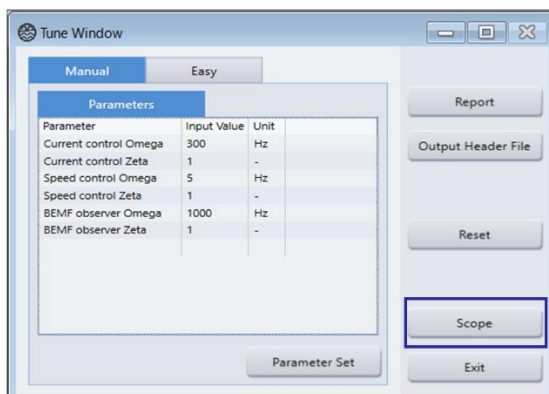 Tune Window
Manual Easy
Parameters
Parameter Input Value Unit
Current control Omega 300 Hz
Current control Zeta 1 -
Speed control Omega 5 Hz
Speed control Zeta 1 -
BEMF observer Omega 1000 Hz
BEMF observer Zeta 1 -
Parameter Set
Report
Output Header File
Reset
Scope
Exit